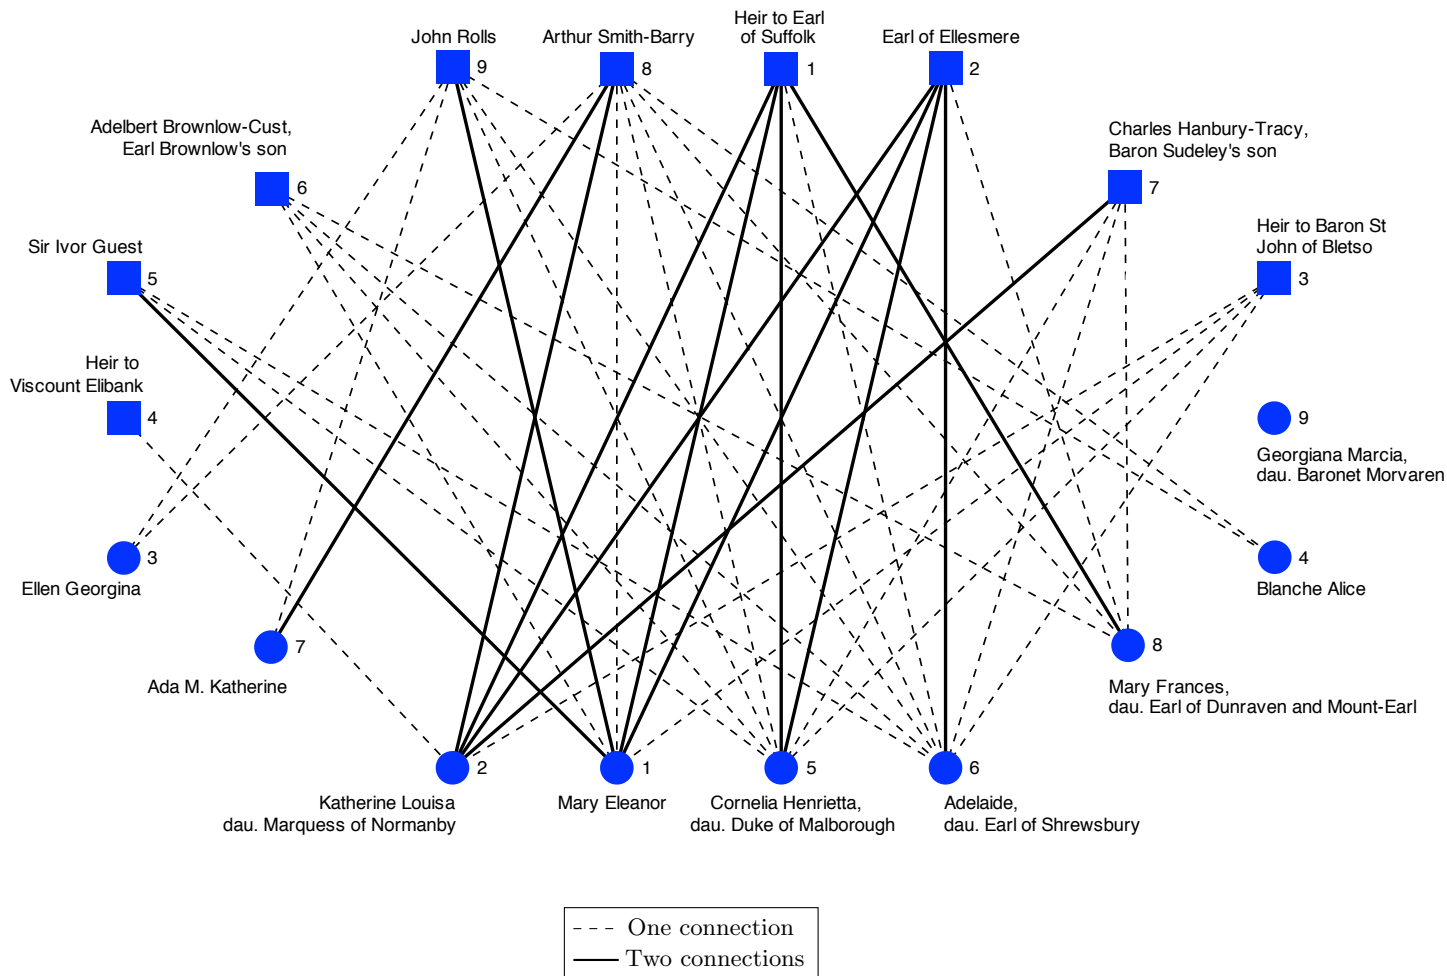 Heir to Earl
of Suffolk
John Rolls
9
Arthur Smith-Barry
8
1
Earl of Ellesmere
2
Adelbert Brownlow-Cust,
Earl Brownlow's son
6
Charles Hanbury-Tracy,
Baron Sudeley's son
7
Sir Ivor Guest
5
Heir to Baron St
John of Bletso
3
Heir to
Viscount Elibank
4
9
Georgiana Marcia,
dau. Baronet Morvaren
3
Ellen Georgina
4
Blanche Alice
7
Ada M. Katherine
8
Mary Frances,
dau. Earl of Dunraven and Mount-Earl
2
Katherine Louisa
dau. Marquess of Normanby
1
Mary Eleanor
5
Cornelia Henrietta,
dau. Duke of Malborough
6
Adelaide,
dau. Earl of Shrewsbury
One connection
Two connections